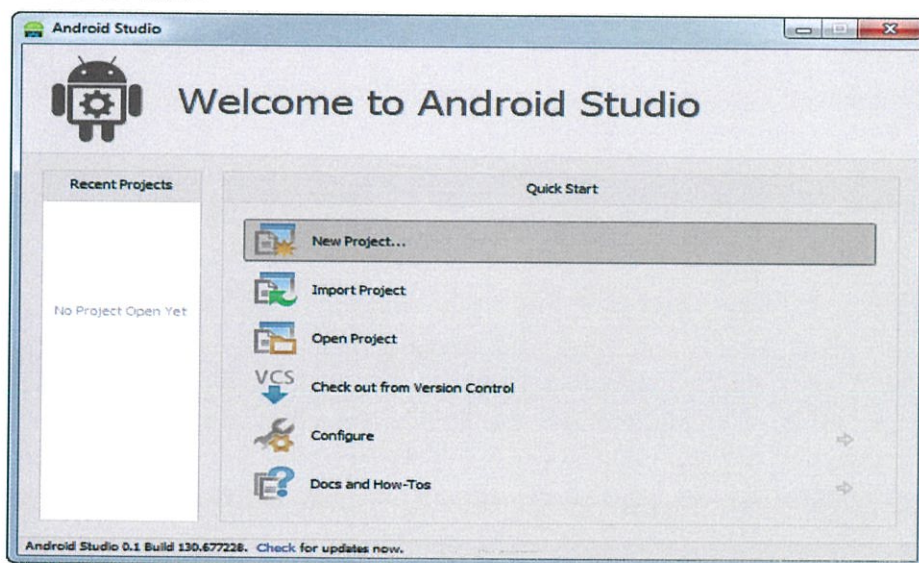 Android Studio
Welcome to Android Studio
Recent Projects
No Project Open Yet
Quick Start
New Project...
Import Project
Open Project
VCS
Check out from Version Control
Configure
Docs and How-Tos
Android Studio 0.1 Build 130.677228. Check for updates now.